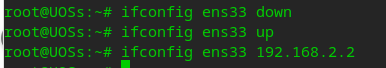 root@UOSs:~# ifconfig ens33 down
root@UOSs:~# ifconfig ens33 up
root@UOSs:~# ifconfig ens33 192.168.2.2